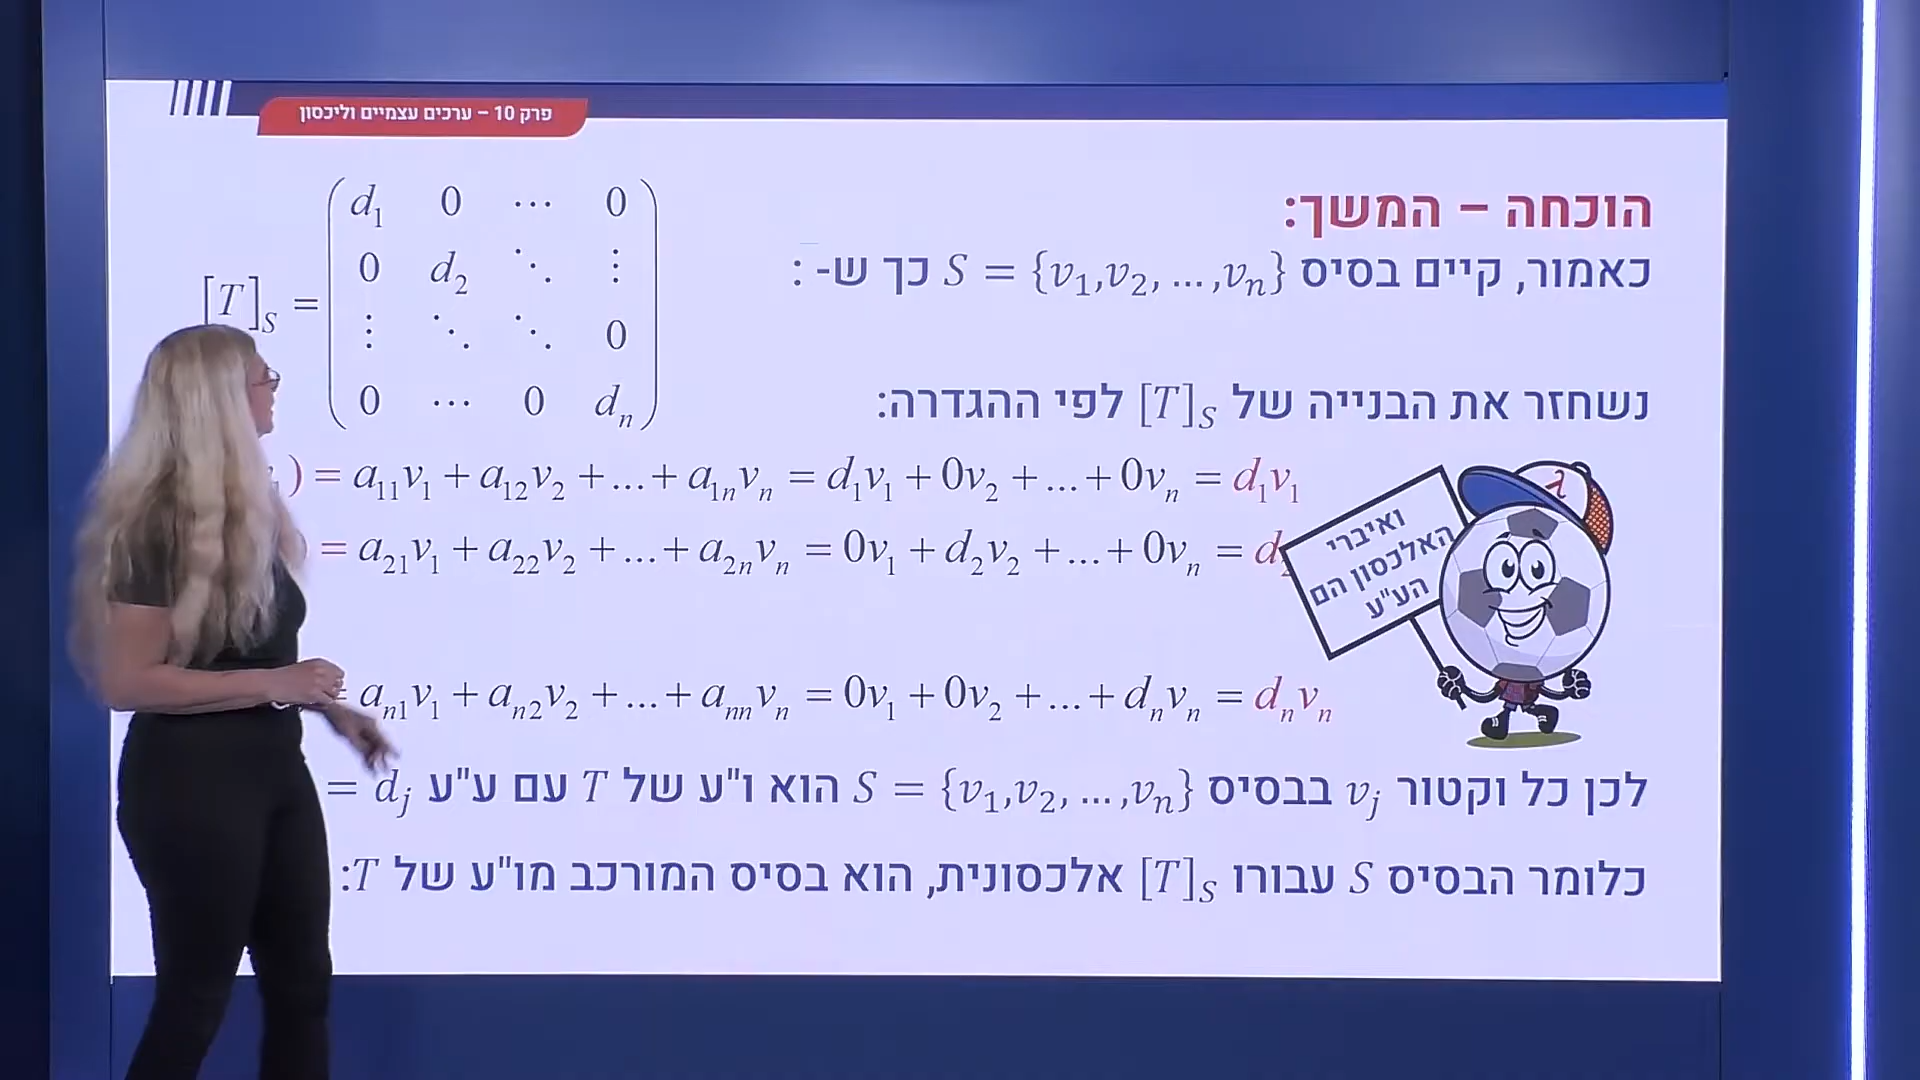 פרק 10 – ערכים עצמיים וליכסון
הוכחה – המשך:
כאמור, קיים בסיס S = {v₁,v₂, …,vₙ} כך ש- :
[T]_S =
d₁ 0 ⋯ 0
0 d₂ ⋱ ⋮
⋮ ⋱ ⋱ 0
0 ⋯ 0 dₙ
נשחזר את הבנייה של [T]_S לפי ההגדרה:
) = a₁₁v₁ + a₁₂v₂ + ... + a₁ₙvₙ = d₁v₁ + 0v₂ + ... + 0vₙ = d₁v₁
) = a₂₁v₁ + a₂₂v₂ + ... + a₂ₙvₙ = 0v₁ + d₂v₂ + ... + 0vₙ = d
= aₙ₁v₁ + aₙ₂v₂ + ... + aₙₙvₙ = 0v₁ + 0v₂ + ... + dₙvₙ = dₙvₙ
ואיברי
האלכסון הם
הע"ע
λ
לכן כל וקטור vⱼ בבסיס S = {v₁,v₂, …,vₙ} הוא ו"ע של T עם ע"ע dⱼ =
כלומר הבסיס S עבורו [T]_S אלכסונית, הוא בסיס המורכב מו"ע של T: